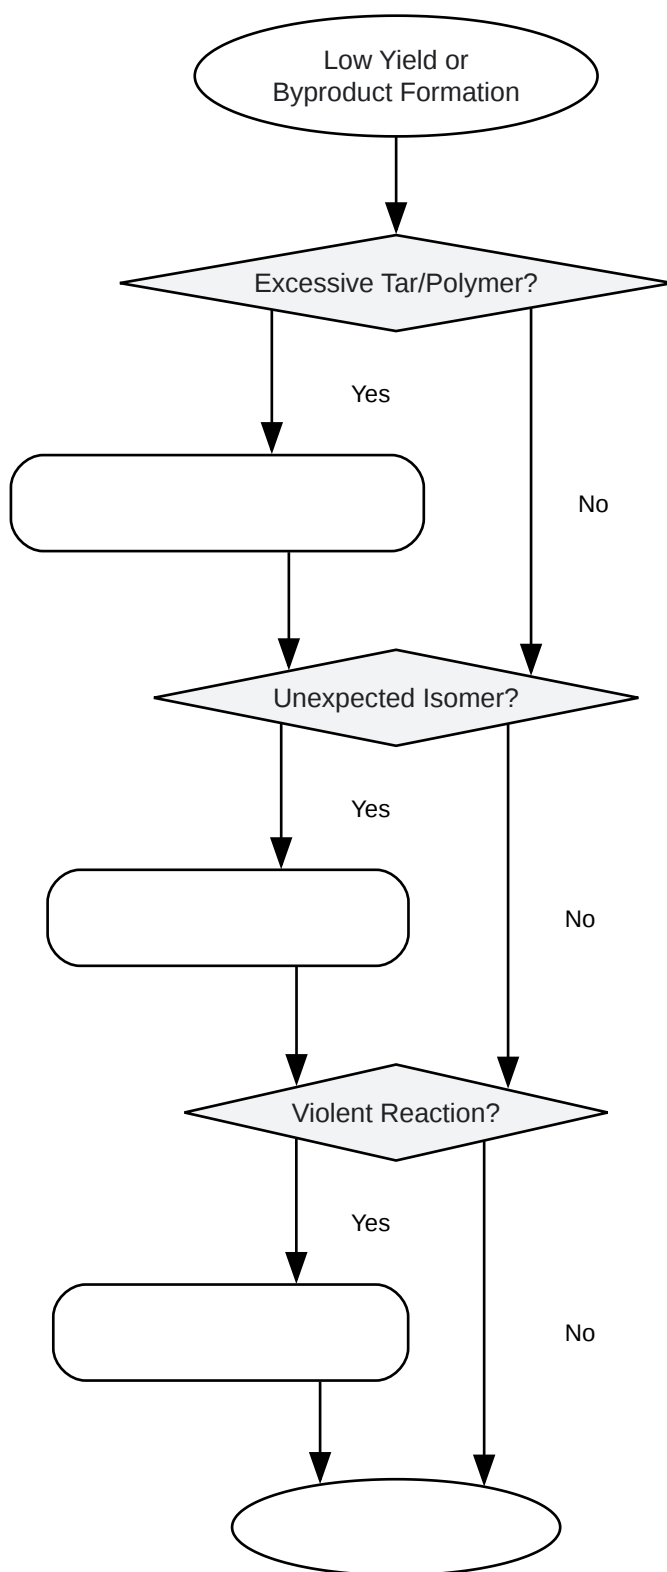 Low Yield or
Byproduct Formation
Excessive Tar/Polymer?
Yes
No
Unexpected Isomer?
Yes
No
Violent Reaction?
Yes
No